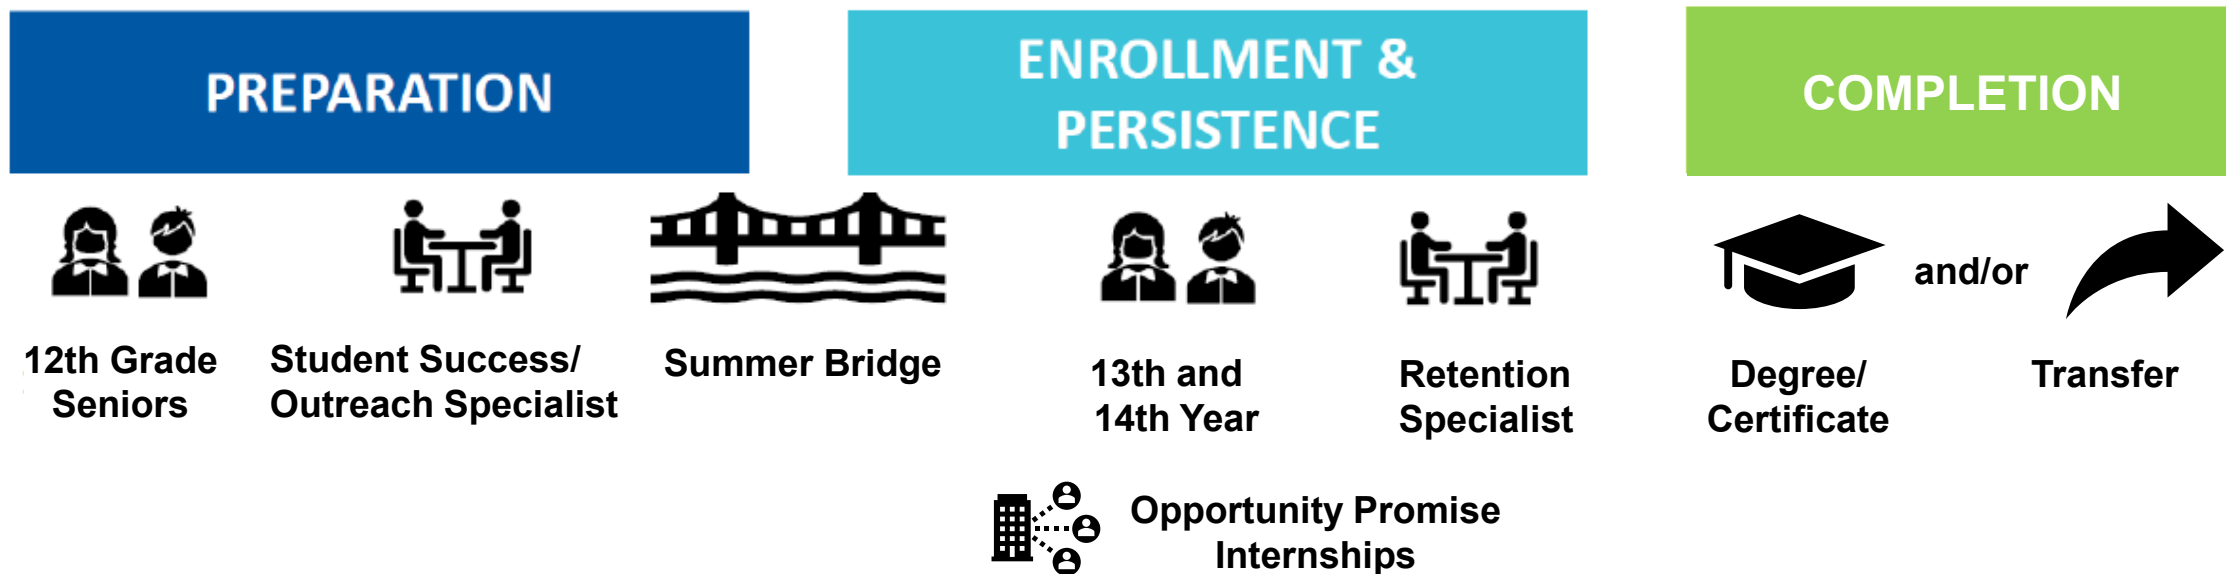 PREPARATION
ENROLLMENT &
PERSISTENCE
COMPLETION
12th Grade
Seniors
Student Success/
Outreach Specialist
Summer Bridge
13th and
14th Year
Retention
Specialist
Degree/
Certificate
and/or
Transfer
Opportunity Promise
Internships